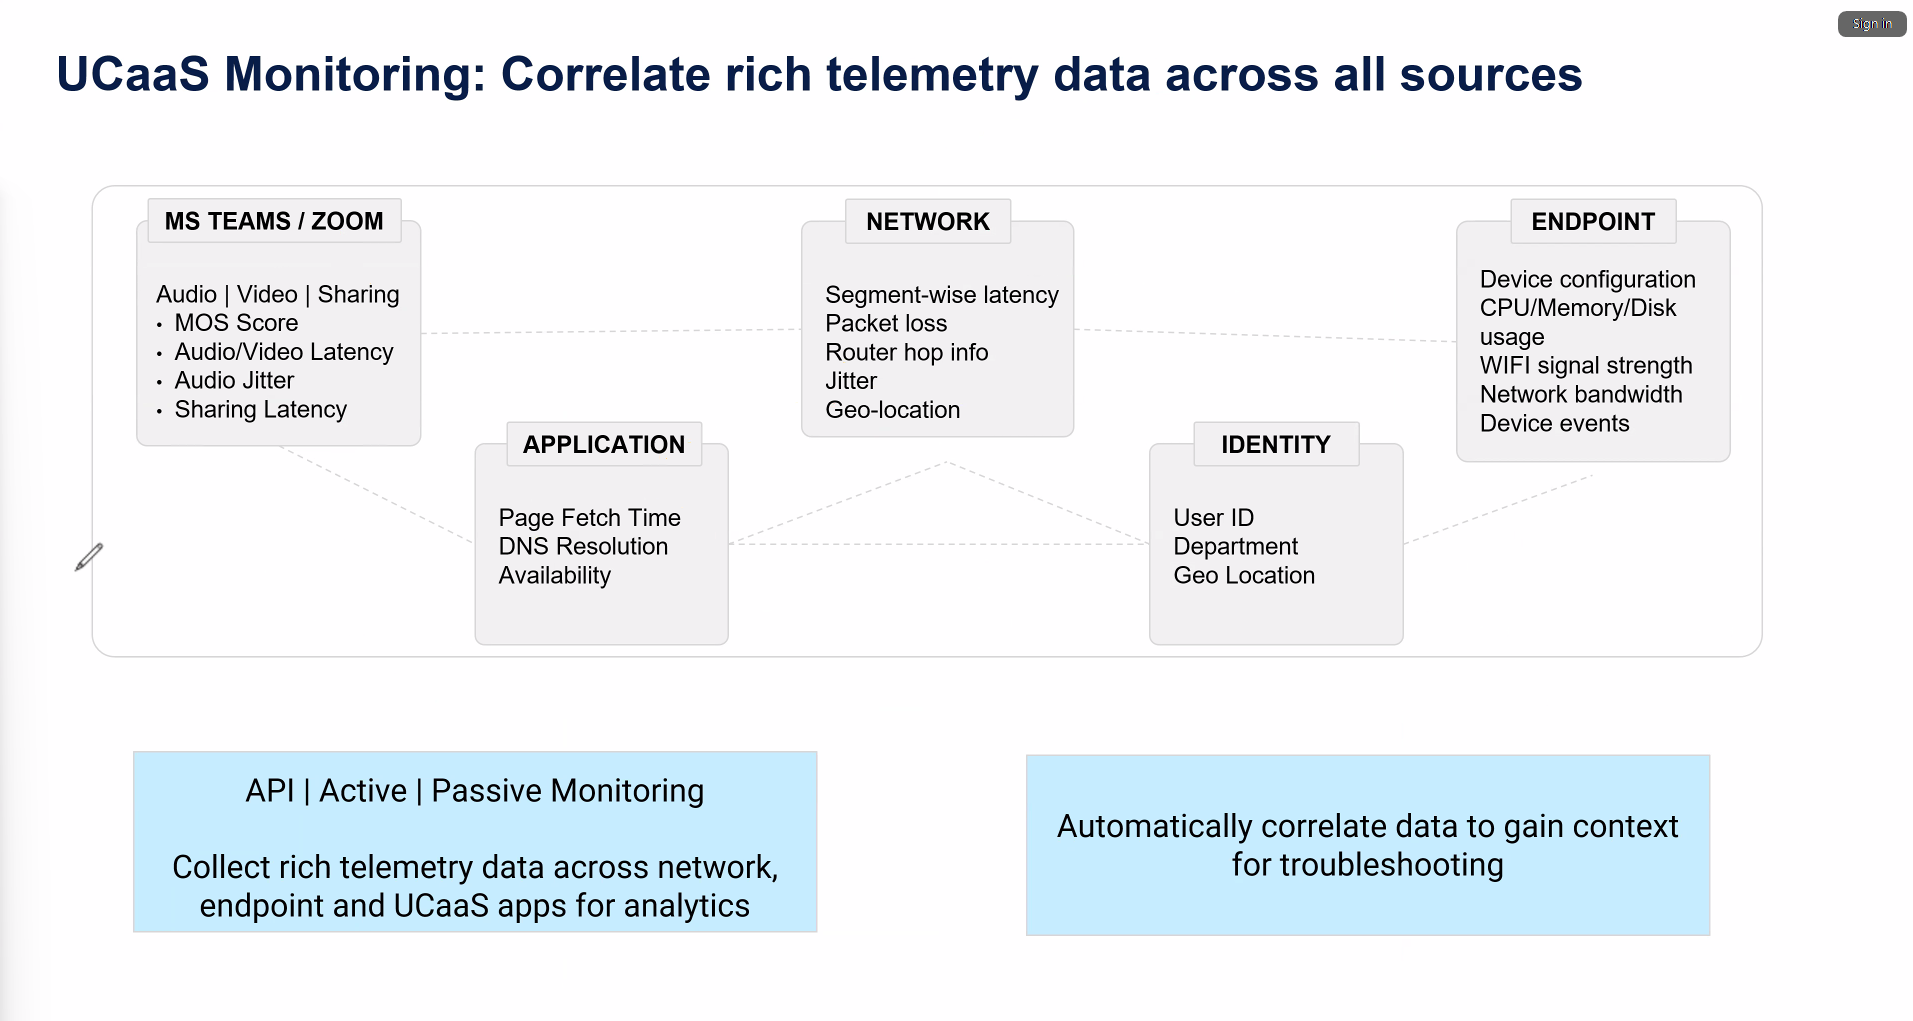 Sign in
UCaaS Monitoring: Correlate rich telemetry data across all sources
MS TEAMS / ZOOM
Audio | Video | Sharing
• MOS Score
• Audio/Video Latency
• Audio Jitter
• Sharing Latency
NETWORK
Segment-wise latency
Packet loss
Router hop info
Jitter
Geo-location
ENDPOINT
Device configuration
CPU/Memory/Disk
usage
WIFI signal strength
Network bandwidth
Device events
APPLICATION
Page Fetch Time
DNS Resolution
Availability
IDENTITY
User ID
Department
Geo Location
API | Active | Passive Monitoring
Collect rich telemetry data across network,
endpoint and UCaaS apps for analytics
Automatically correlate data to gain context
for troubleshooting